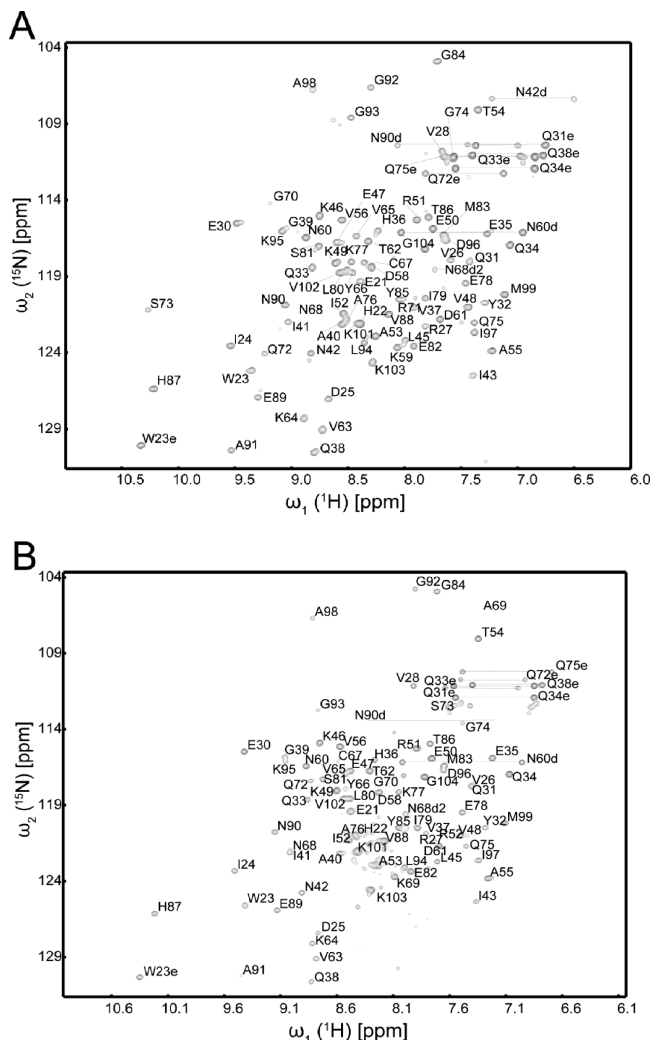 A
104
G84
A98
G92
N42d
G93
G74
T54
109
V28
N90d
Q31e
Q33e
Q38e
Q75e
Q34e
Q72e
E47
114
G70
K46
V65
R51
M83
V56
T86
E30
G39
H36
E50
E35
N60d
K95
N60
K49
K77
T62
G104
D96
Q34
S81
C67
V26
Q31
Q33
D58
N68d2
V102
L80
Y66
E21
Y85
E78
119
S73
N90
N68
I52
A76
H22
R71
I79
V37
V48
Y32
M99
I41
V88
D61
Q75
A40
K101
A53
R27
I97
I24
Q72
N42
L94
L45
E82
A55
124
W23
K103
K59
I43
H87
E89
D25
K64
V63
129
W23e
A91
Q38
10.5 10.0 9.5 9.0 8.5 8.0 7.5 7.0 6.5 6.0
ω₁ (¹H) [ppm]
ω₂ (¹⁵N) [ppm]
B
104
G92
G84
A98
A69
T54
109
V28
Q33e
Q72e
Q75e
Q31e
Q38e
S73
Q34e
G93
N90d
G74
114
K46
V56
R51
T86
E30
G39
C67
H36
E50
M83
E35
N60d
K95
N60
V65
E47
T62
D96
Q34
Q72
S81
Y66
G70
K77
G104
V26
Q31
K49
L80
D58
Q33
V102
E21
N68d2
E78
119
N90
A76
H22
Y85
I79
V37
V48
Y32
M99
N68
I52
V88
R27
R52
Q75
I41
A40
K101
D61
I97
I24
A53
L94
L45
E82
A55
124
N42
K69
W23
E89
K103
I43
H87
D25
K64
V63
129
W23e
A91
Q38
10.6 10.1 9.6 9.1 8.6 8.1 7.6 7.1 6.6 6.1
ω₁ (¹H) [ppm]
ω₂ (¹⁵N) [ppm]